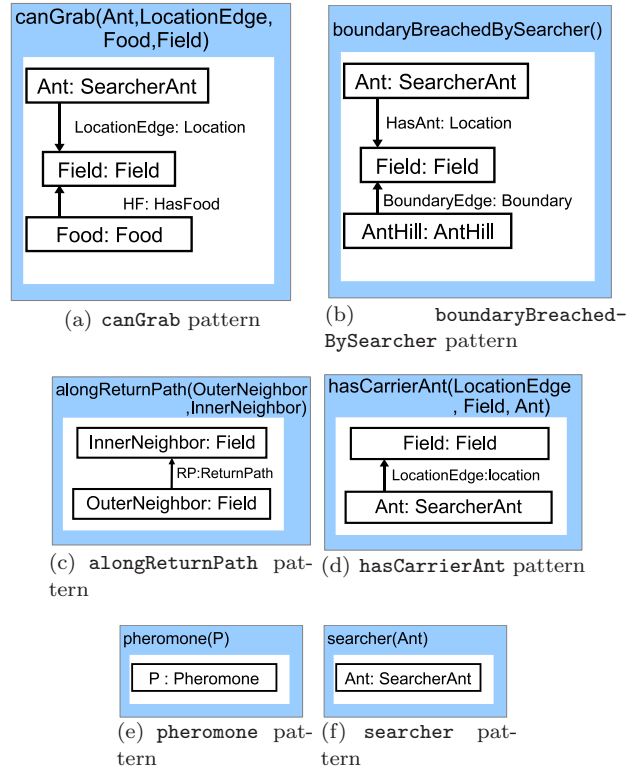 canGrab(Ant,LocationEdge,
Food,Field)
Ant: SearcherAnt
LocationEdge: Location
Field: Field
HF: HasFood
Food: Food
(a) canGrab pattern
boundaryBreachedBySearcher()
Ant: SearcherAnt
HasAnt: Location
Field: Field
BoundaryEdge: Boundary
AntHill: AntHill
(b) boundaryBreached-
BySearcher pattern
alongReturnPath(OuterNeighbor
,InnerNeighbor)
InnerNeighbor: Field
RP:ReturnPath
OuterNeighbor: Field
(c) alongReturnPath pat-
tern
hasCarrierAnt(LocationEdge
, Field, Ant)
Field: Field
LocationEdge:location
Ant: SearcherAnt
(d) hasCarrierAnt pattern
pheromone(P)
P : Pheromone
(e) pheromone pat-
tern
searcher(Ant)
Ant: SearcherAnt
(f) searcher pat-
tern